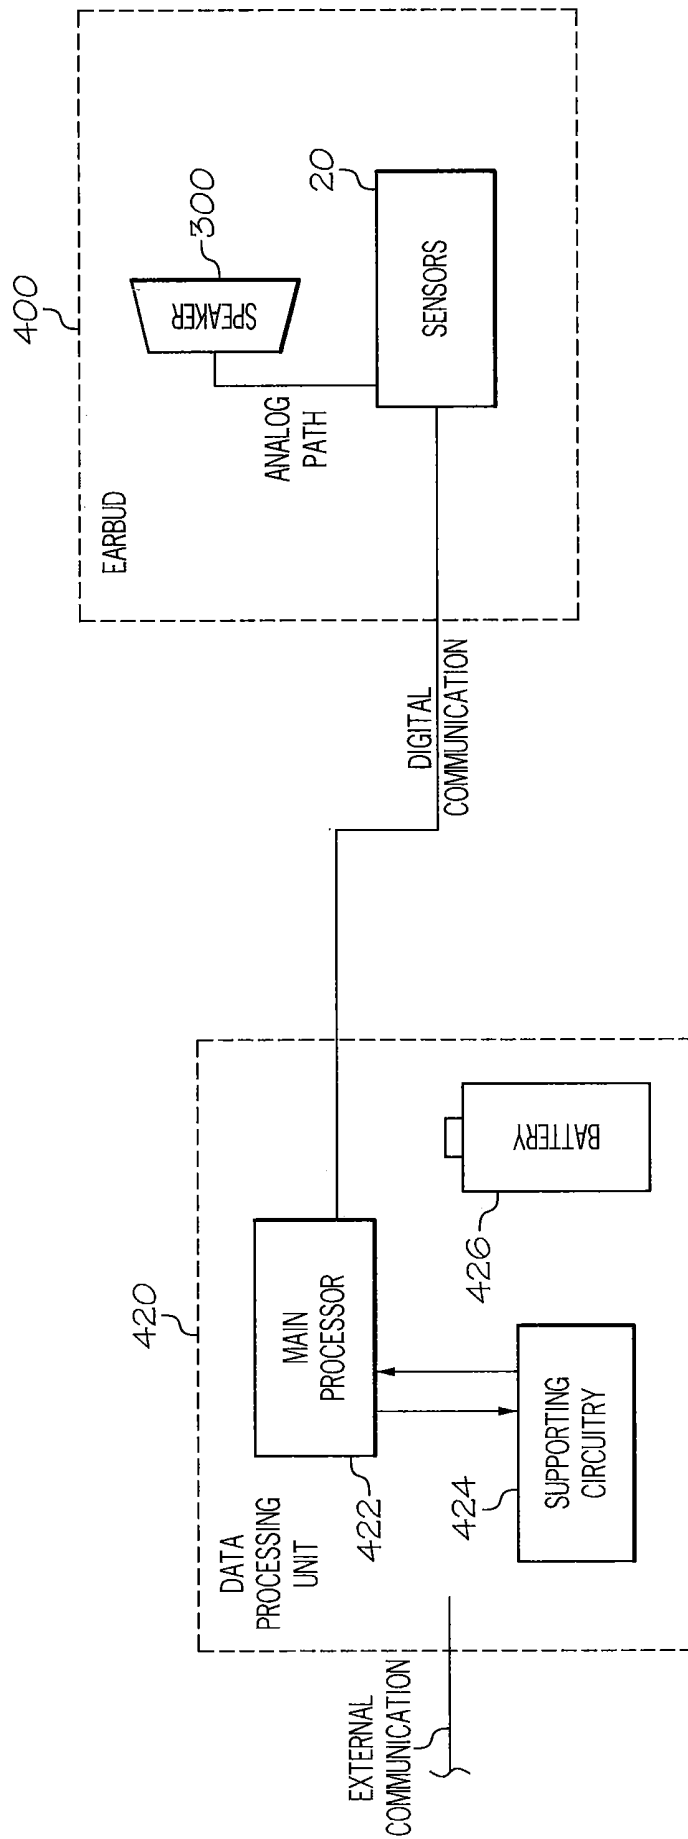 400
EARBUD
300
SPEAKER
ANALOG
PATH
20
SENSORS
DIGITAL
COMMUNICATION
420
DATA
PROCESSING
UNIT
MAIN
PROCESSOR
422
424
SUPPORTING
CIRCUITRY
426
BATTERY
EXTERNAL
COMMUNICATION